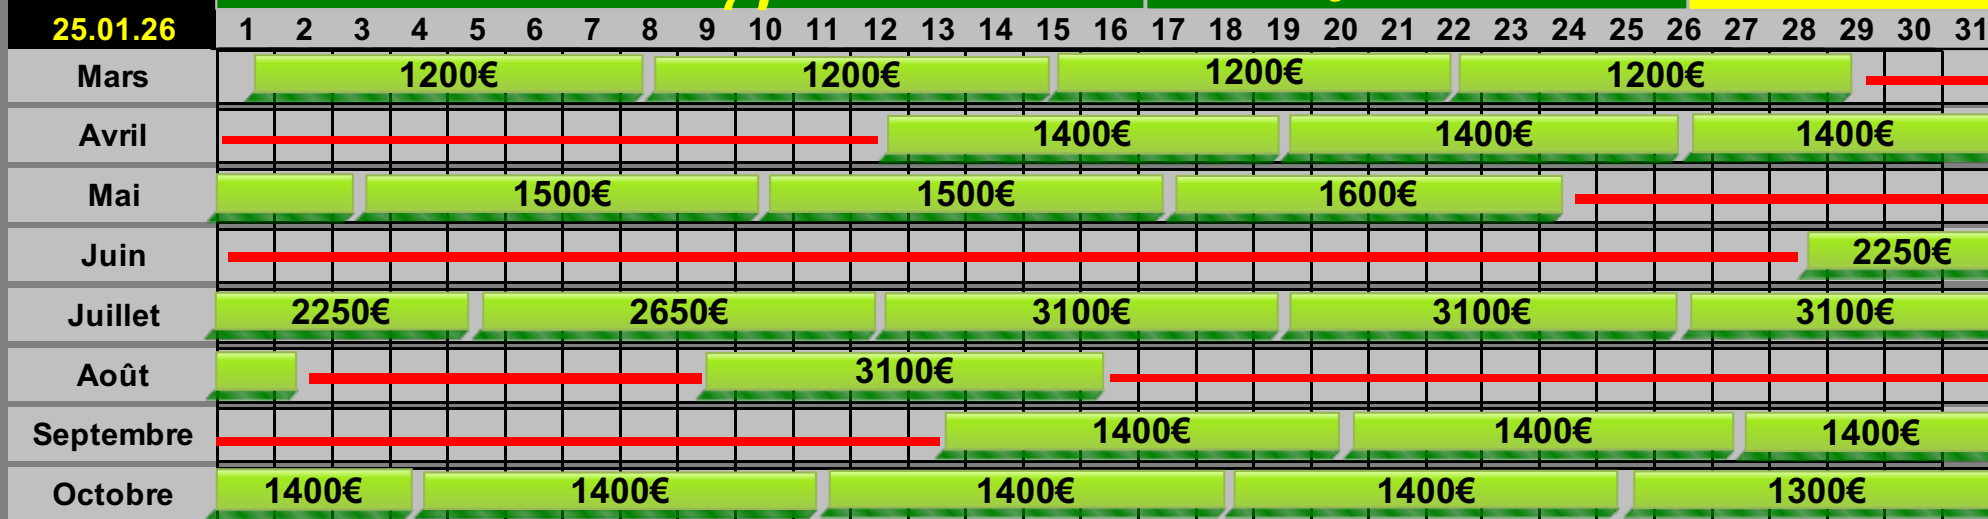 25.01.26 1 2 3 4 5 6 7 8 9 10 11 12 13 14 15 16 17 18 19 20 21 22 23 24 25 26 27 28 29 30 31
Mars 1200€ 1200€ 1200€ 1200€
Avril 1400€ 1400€ 1400€
Mai 1500€ 1500€ 1600€
Juin 2250€
Juillet 2250€ 2650€ 3100€ 3100€ 3100€
Août 3100€
Septembre 1400€ 1400€ 1400€
Octobre 1400€ 1400€ 1400€ 1400€ 1300€